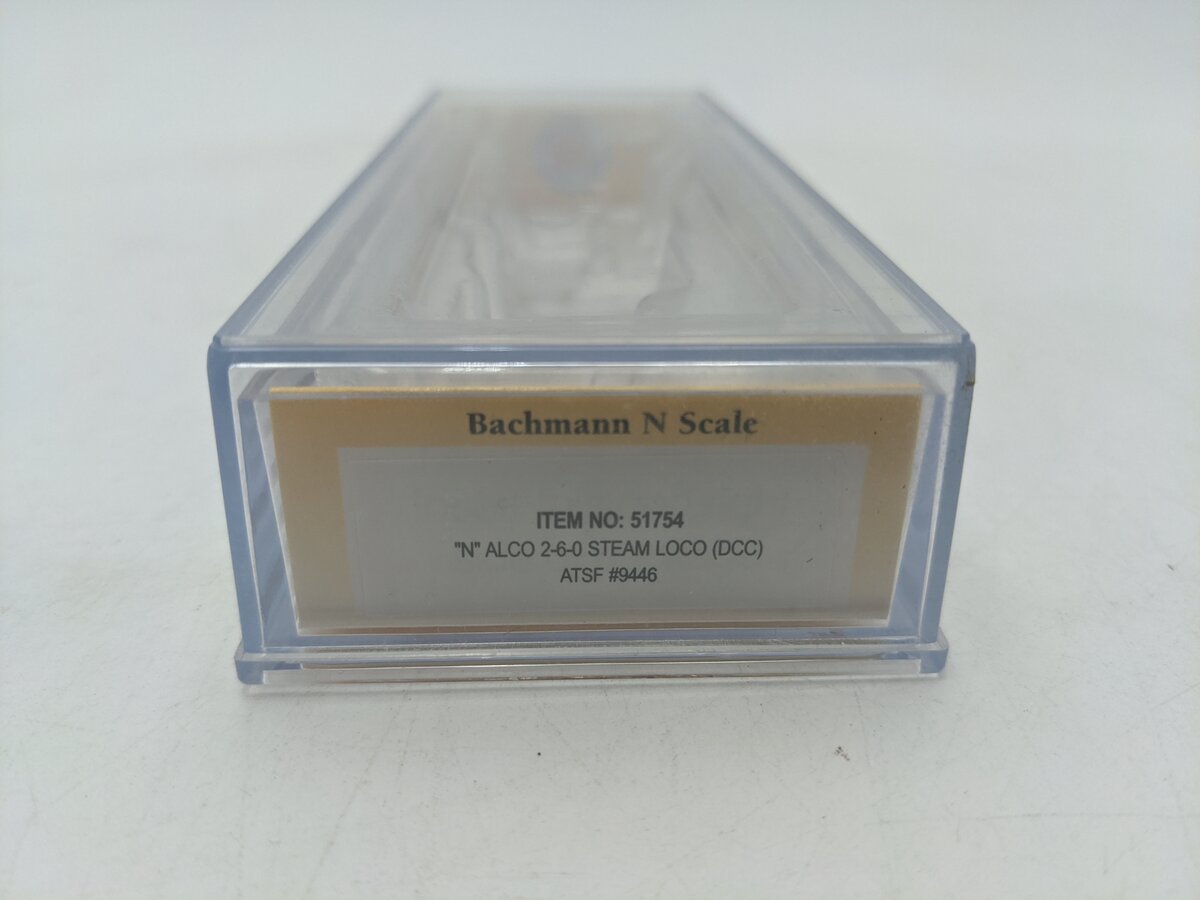 Bachmann N Scale
ITEM NO: 51754
"N" ALCO 2-6-0 STEAM LOCO (DCC)
ATSF #9446